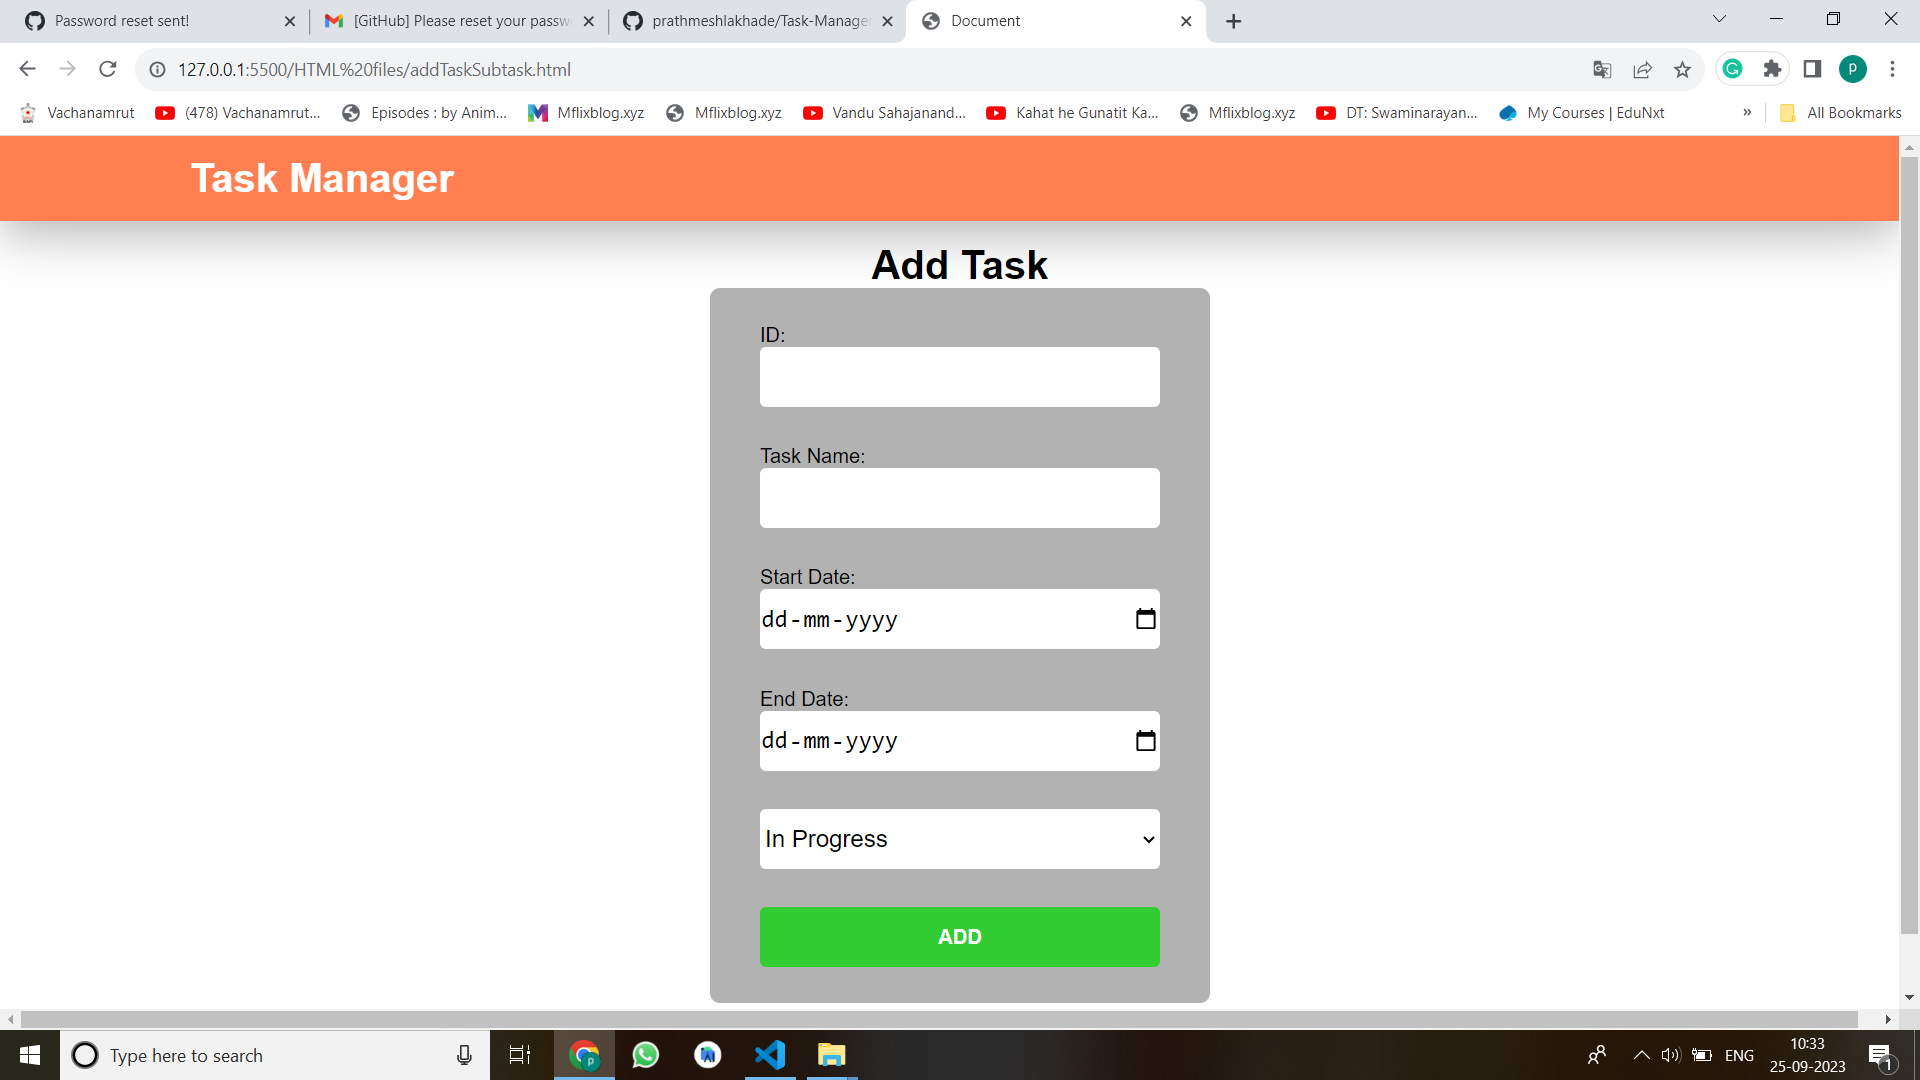 Password reset sent!
[GitHub] Please reset your passw
prathmeshlakhade/Task-Manager
Document
127.0.0.1:5500/HTML%20files/addTaskSubtask.html
p
Vachanamrut
(478) Vachanamrut...
Episodes : by Anim...
Mflixblog.xyz
Mflixblog.xyz
Vandu Sahajanand...
Kahat he Gunatit Ka...
Mflixblog.xyz
DT: Swaminarayan...
My Courses | EduNxt
»
All Bookmarks
Task Manager
Add Task
ID:
Task Name:
Start Date:
dd-mm-yyyy
End Date:
dd-mm-yyyy
In Progress
ADD
Type here to search
p
ENG
10:33
25-09-2023
1